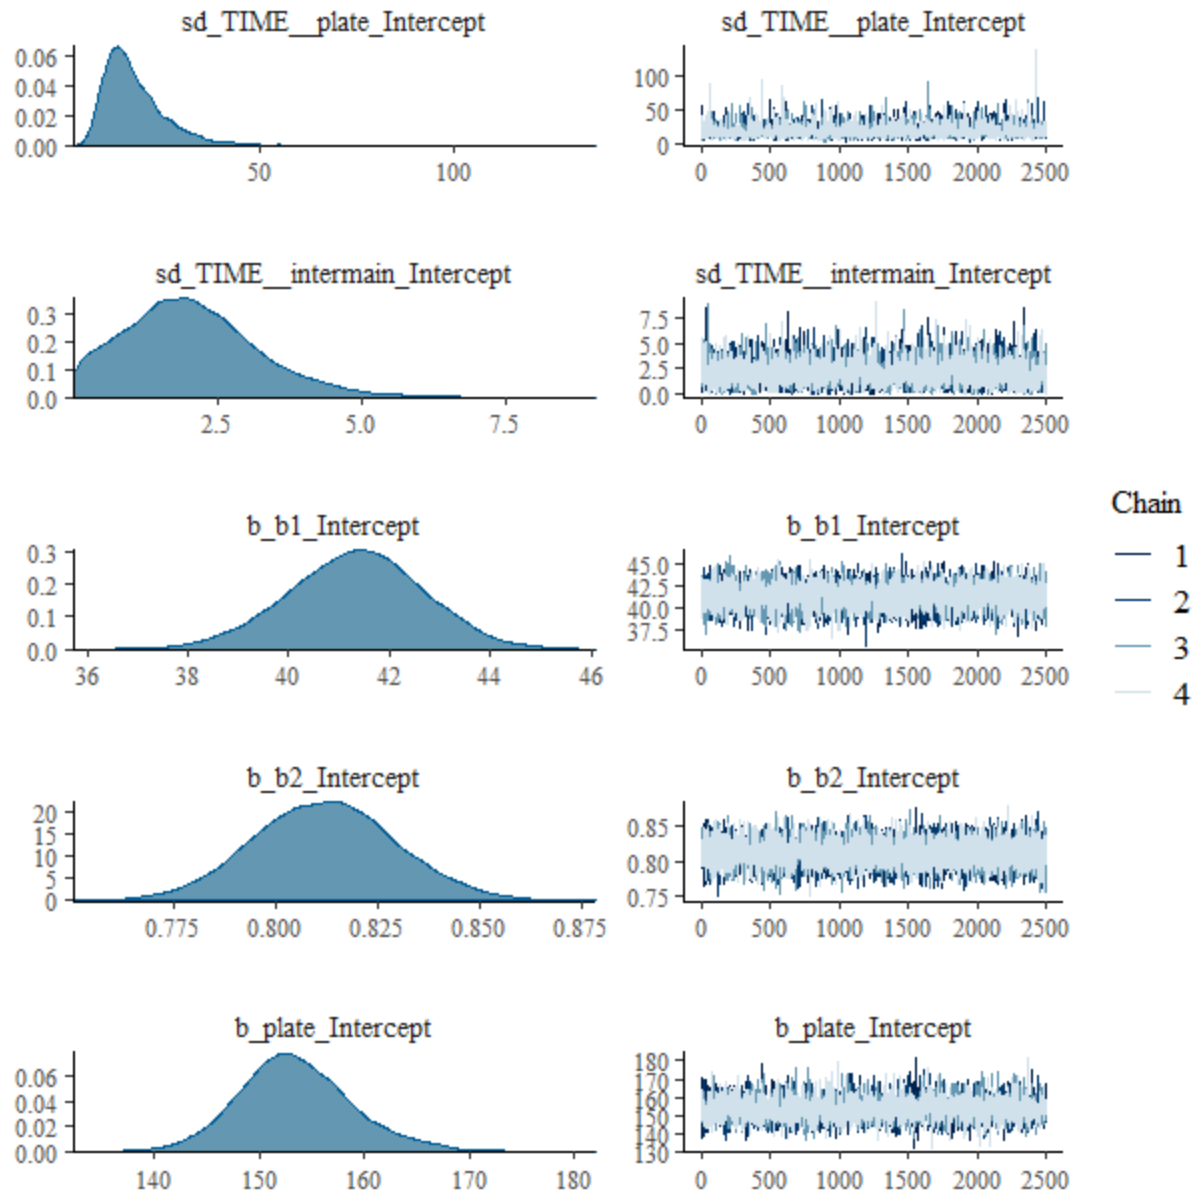 sd_TIME__plate_Intercept
0.06
0.04
0.02
0.00
50 100
sd_TIME__plate_Intercept
100
50
0
0 500 1000 1500 2000 2500
sd_TIME__intermain_Intercept
0.3
0.2
0.1
0.0
2.5 5.0 7.5
sd_TIME__intermain_Intercept
7.5
5.0
2.5
0.0
0 500 1000 1500 2000 2500
b_b1_Intercept
0.3
0.2
0.1
0.0
36 38 40 42 44 46
b_b1_Intercept
45.0
42.5
40.0
37.5
0 500 1000 1500 2000 2500
Chain
1
2
3
4
b_b2_Intercept
20
15
10
5
0
0.775 0.800 0.825 0.850 0.875
b_b2_Intercept
0.85
0.80
0.75
0 500 1000 1500 2000 2500
b_plate_Intercept
0.06
0.04
0.02
0.00
140 150 160 170 180
b_plate_Intercept
180
170
160
150
140
130
0 500 1000 1500 2000 2500